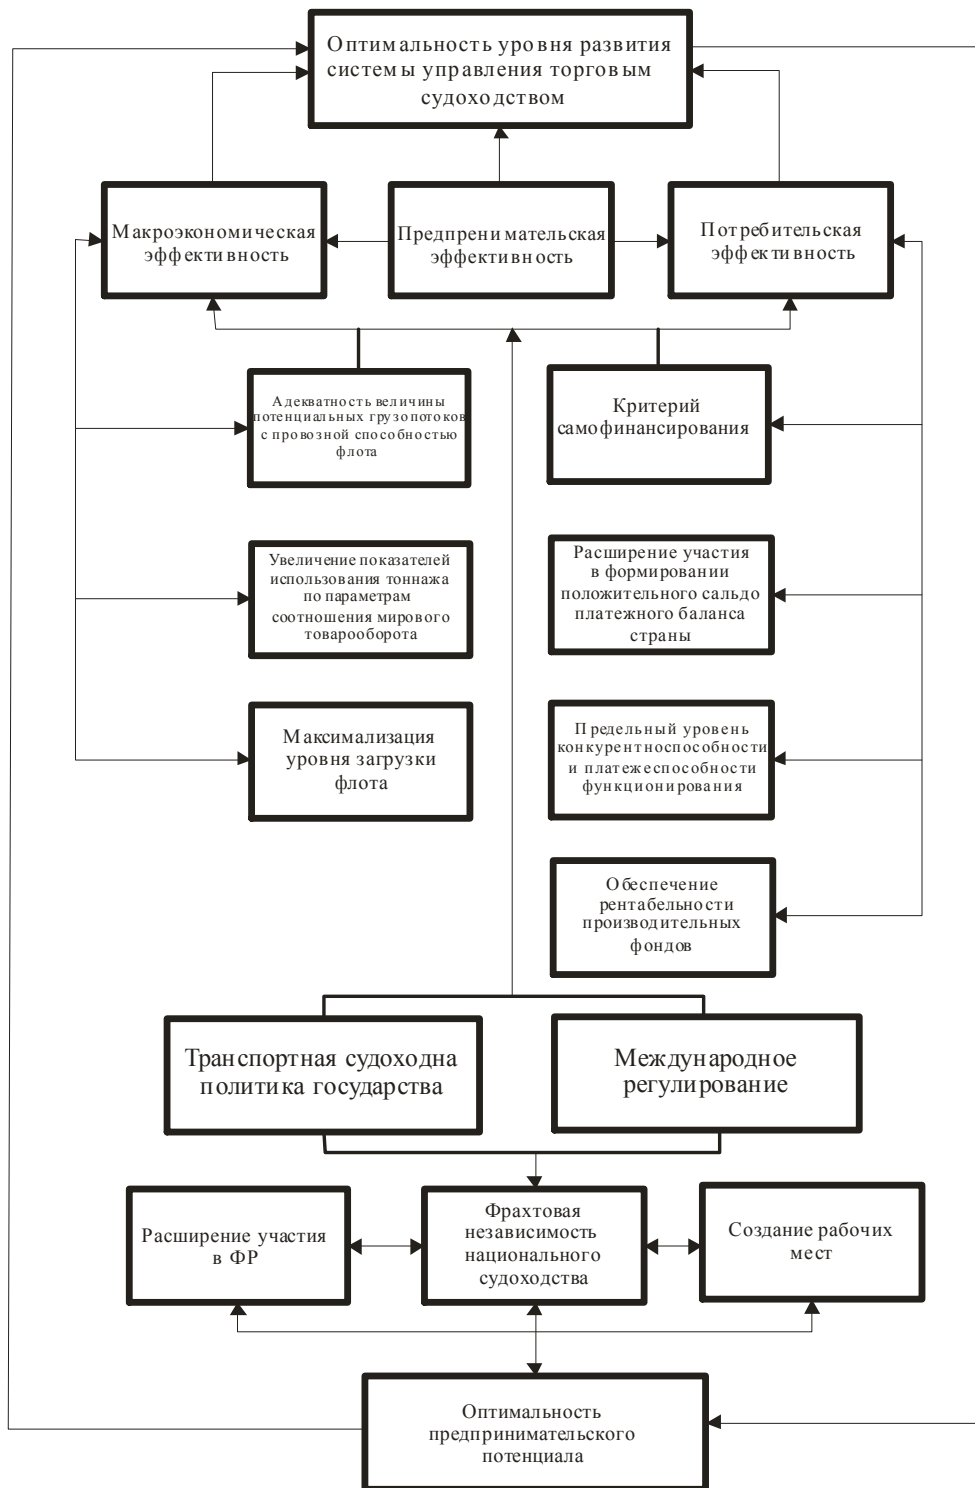 Оптимальность уровня развития
системы управления торговым
судоходством
Макроэкономическая
эффективность
Предпренимательская
эффективность
Потребительская
эффективность
Адекватность величины
потенциальных грузопотоков
с провозной способностью
флота
Критерий
самофинансирования
Увеличение показателей
использования тоннажа
по параметрам
соотношения мирового
товарооборота
Расширение участия
в формировании
положительного сальдо
платежного баланса
страны
Максимализация
уровня загрузки
флота
Предельный уровень
конкурентноспособности
и платежеспособности
функционирования
Обеспечение
рентабельности
производительных
фондов
Транспортная судоходна
политика государства
Международное
регулирование
Расширение участия
в ФР
Фрахтовая
независимость
национального
судоходства
Создание рабочих
мест
Оптимальность
предпринимательского
потенциала